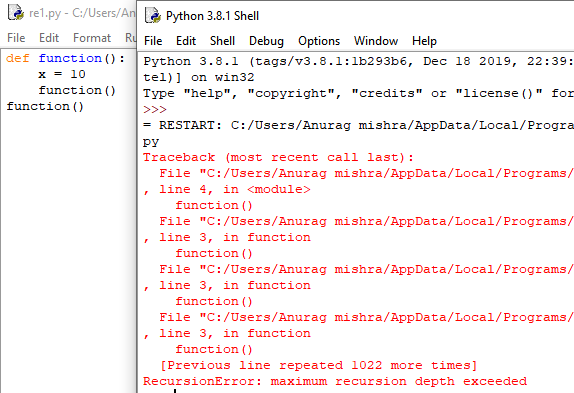 re1.py - C:/Users/Anurag
File Edit Format Ru
def function():
x = 10
function()
function()
Python 3.8.1 Shell
File Edit Shell Debug Options Window Help
Python 3.8.1 (tags/v3.8.1:1b293b6, Dec 18 2019, 22:39:
tel)] on win32
Type "help", "copyright", "credits" or "license()" for
>>>
= RESTART: C:/Users/Anurag mishra/AppData/Local/Progra
py
Traceback (most recent call last):
File "C:/Users/Anurag mishra/AppData/Local/Programs/
, line 4, in <module>
function()
File "C:/Users/Anurag mishra/AppData/Local/Programs/
, line 3, in function
function()
File "C:/Users/Anurag mishra/AppData/Local/Programs/
, line 3, in function
function()
File "C:/Users/Anurag mishra/AppData/Local/Programs/
, line 3, in function
function()
[Previous line repeated 1022 more times]
RecursionError: maximum recursion depth exceeded